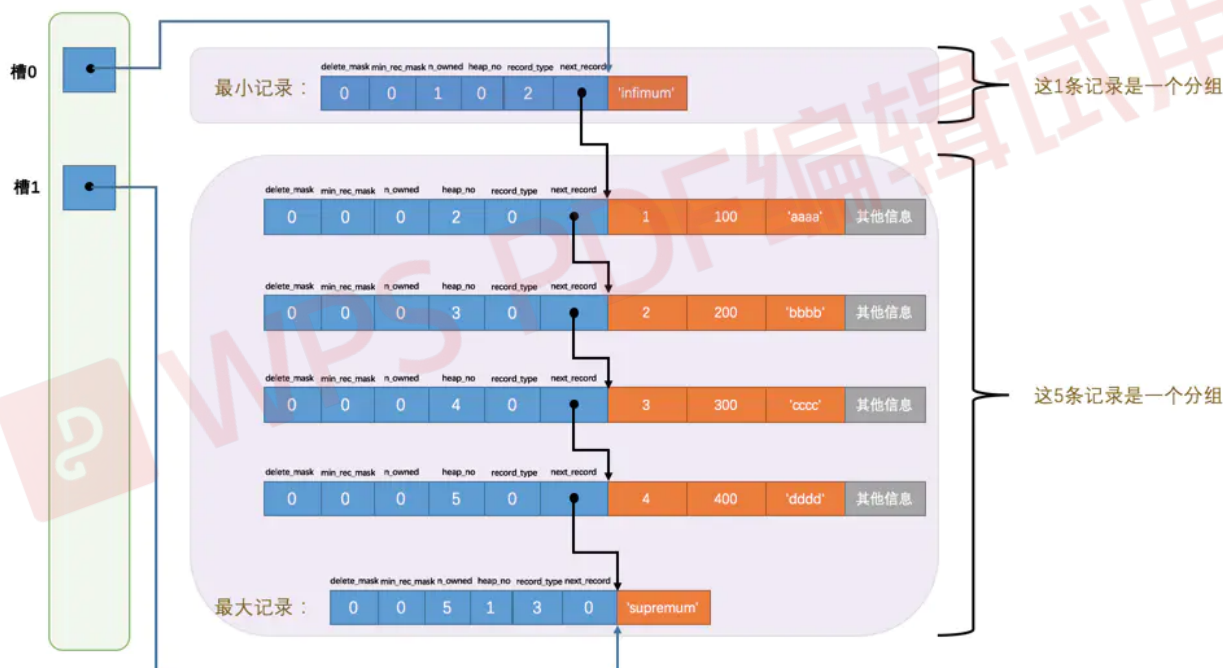 槽0
delete_mask min_rec_mask n_owned heap_no record_type next_record
最小记录： 0 0 1 0 2 'infimum'
这1条记录是一个分组
槽1
delete_mask min_rec_mask n_owned heap_no record_type next_record
0 0 0 2 0 1 100 'aaaa' 其他信息
delete_mask min_rec_mask n_owned heap_no record_type next_record
0 0 0 3 0 2 200 'bbbb' 其他信息
delete_mask min_rec_mask n_owned heap_no record_type next_record
0 0 0 4 0 3 300 'cccc' 其他信息
这5条记录是一个分组
delete_mask min_rec_mask n_owned heap_no record_type next_record
0 0 0 5 0 4 400 'dddd' 其他信息
delete_mask min_rec_mask n_owned heap_no record_type next_record
最大记录： 0 0 5 1 3 0 'supremum'
WPS PDF编辑试用